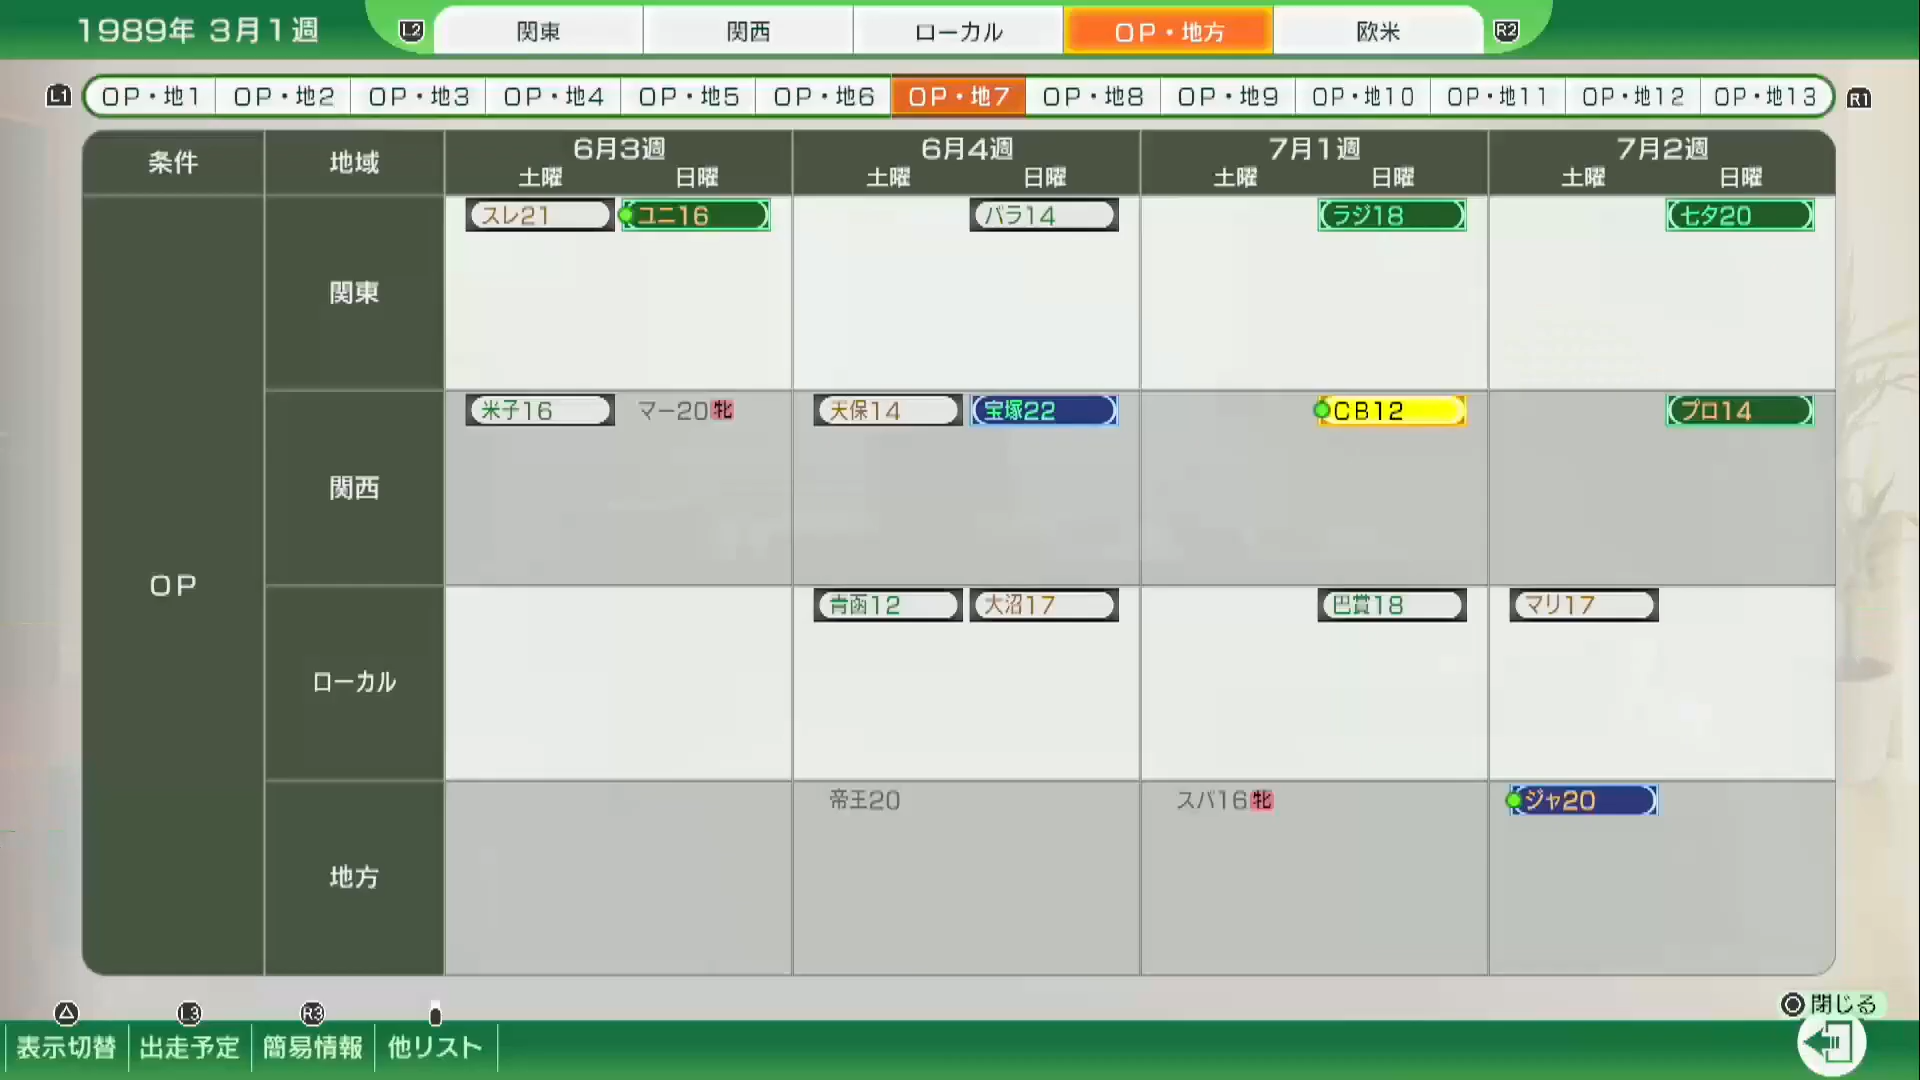 1989年 3月1週
L2 関東 関西 ローカル OP・地方 欧米 R2
L1 OP・地1 OP・地2 OP・地3 OP・地4 OP・地5 OP・地6 OP・地7 OP・地8 OP・地9 OP・地10 OP・地11 OP・地12 OP・地13 R1
条件 地域 6月3週 6月4週 7月1週 7月2週
土曜 日曜 土曜 日曜 土曜 日曜 土曜 日曜
スレ21 ユニ16 パラ14 ラジ18 七夕20
関東
米子16 マー20牝 天保14 宝塚22 CB12 プロ14
関西
OP
青函12 大沼17 巴賞18 マリ17
ローカル
帝王20 スパ16牝 ジャ20
地方
閉じる
L3 R3
表示切替 出走予定 簡易情報 他リスト